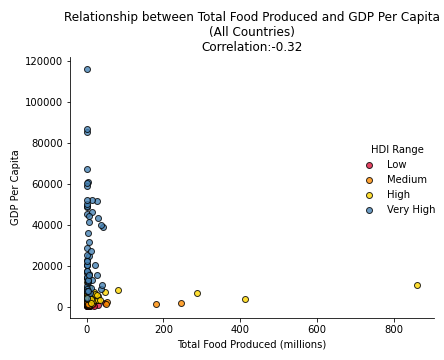 Relationship between Total Food Produced and GDP Per Capita
(All Countries)
Correlation:-0.32
120000
100000
80000
60000
40000
20000
0
GDP Per Capita
HDI Range
Low
Medium
High
Very High
0 200 400 600 800
Total Food Produced (millions)